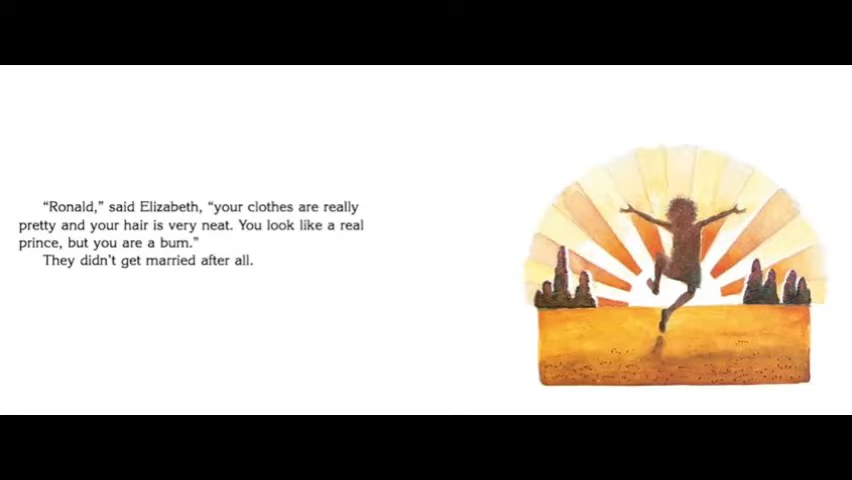 “Ronald,” said Elizabeth, “your clothes are really
pretty and your hair is very neat. You look like a real
prince, but you are a bum.”
They didn’t get married after all.